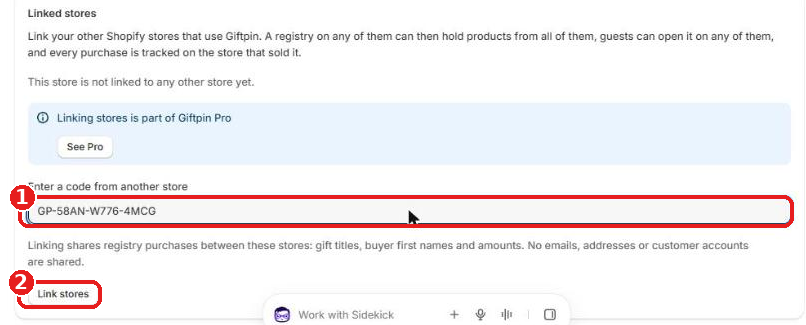 Linked stores
Link your other Shopify stores that use Giftpin. A registry on any of them can then hold products from all of them, guests can open it on any of them,
and every purchase is tracked on the store that sold it.
This store is not linked to any other store yet.
Linking stores is part of Giftpin Pro
See Pro
Enter a code from another store
1
GP-58AN-W776-4MCG
Linking shares registry purchases between these stores: gift titles, buyer first names and amounts. No emails, addresses or customer accounts
are shared.
2
Link stores
Work with Sidekick